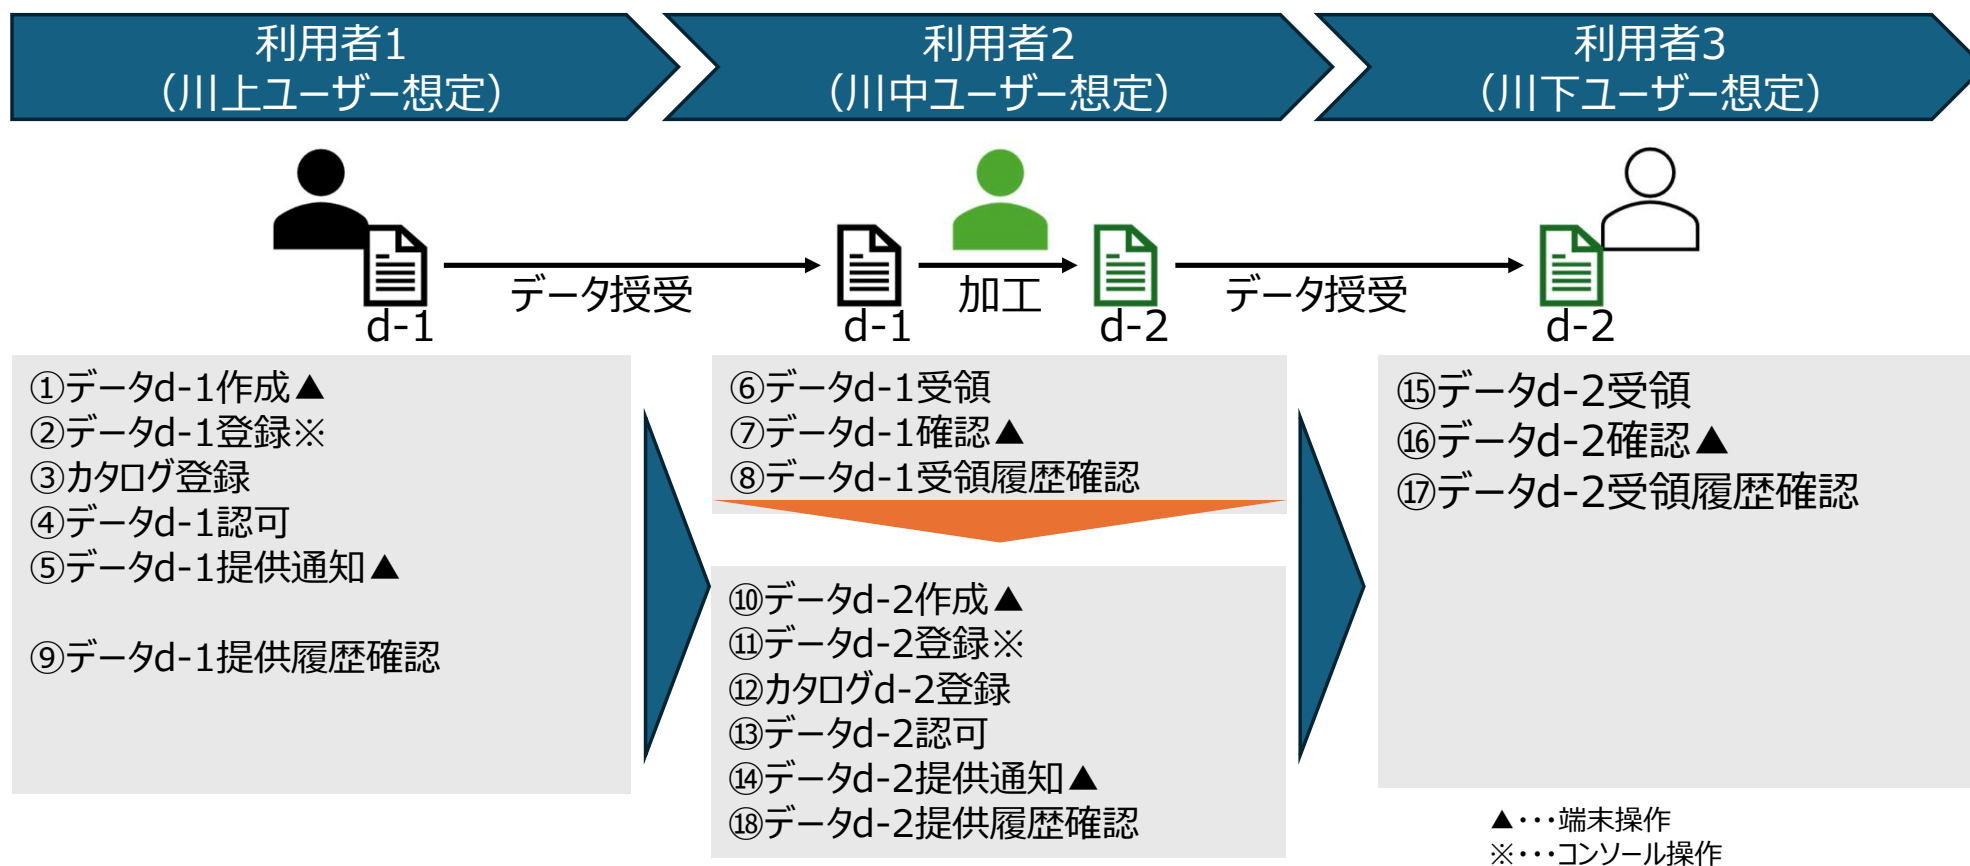 利用者1
（川上ユーザー想定）
利用者2
（川中ユーザー想定）
利用者3
（川下ユーザー想定）
データ授受
加工
データ授受
d-1
d-1
d-2
d-2
①データd-1作成▲
②データd-1登録※
③カタログ登録
④データd-1認可
⑤データd-1提供通知▲
⑨データd-1提供履歴確認
⑥データd-1受領
⑦データd-1確認▲
⑧データd-1受領履歴確認
⑩データd-2作成▲
⑪データd-2登録※
⑫カタログd-2登録
⑬データd-2認可
⑭データd-2提供通知▲
⑱データd-2提供履歴確認
⑮データd-2受領
⑯データd-2確認▲
⑰データd-2受領履歴確認
▲・・・端末操作
※・・・コンソール操作